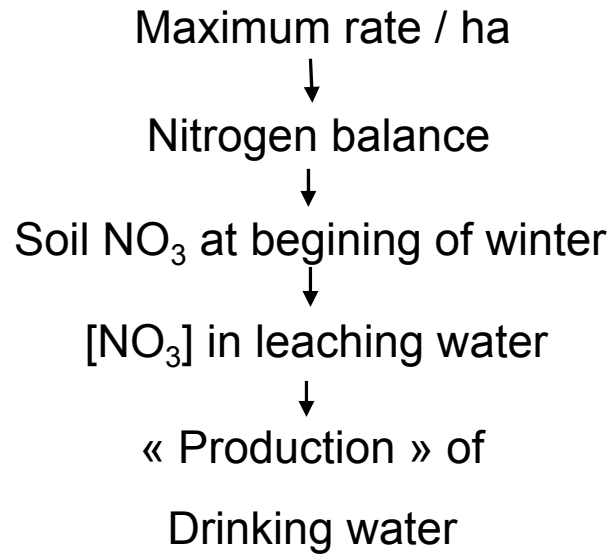 Maximum rate / ha
Nitrogen balance
Soil NO₃ at begining of winter
[NO₃] in leaching water
« Production » of
Drinking water